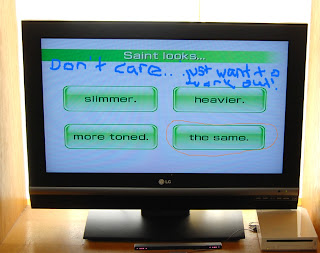 Saint looks...
Don't care... just want to
work out!
slimmer.
heavier.
more toned.
the same.
LG